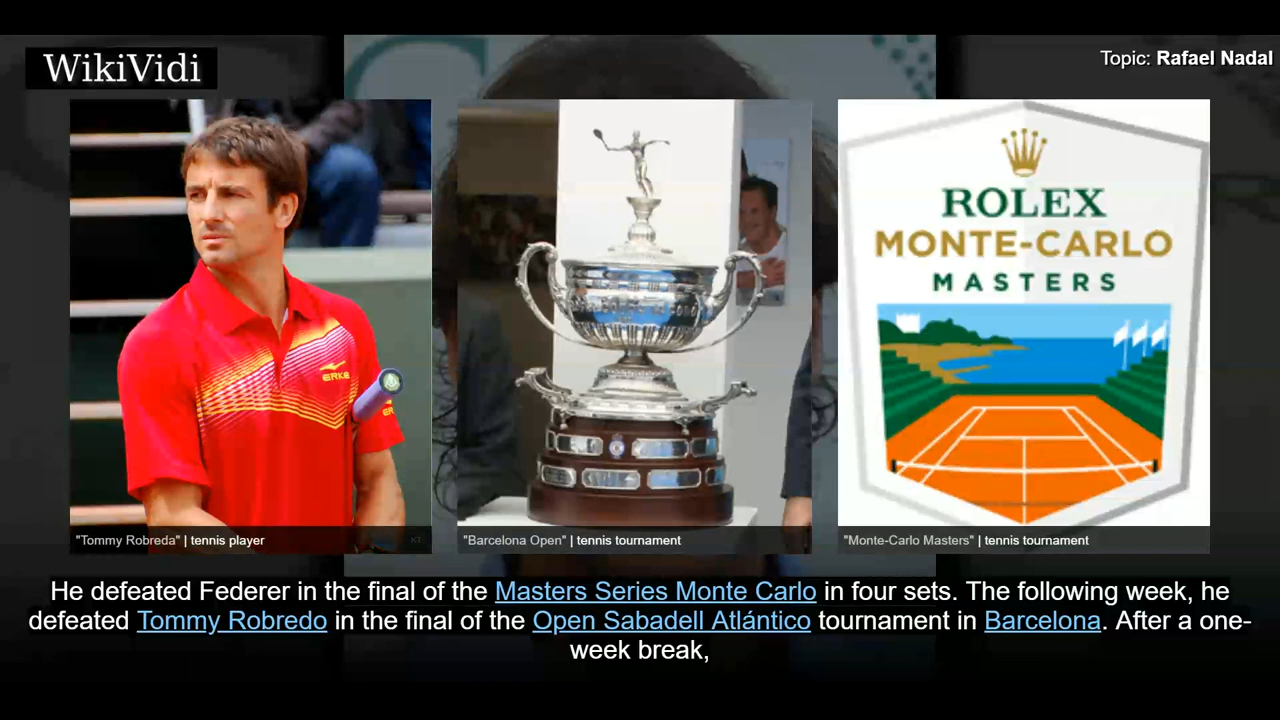 WikiVidi
Topic: Rafael Nadal
ERKE
ROLEX
MONTE-CARLO
MASTERS
"Tommy Robreda" | tennis player
"Barcelona Open" | tennis tournament
"Monte-Carlo Masters" | tennis tournament
He defeated Federer in the final of the Masters Series Monte Carlo in four sets. The following week, he
defeated Tommy Robredo in the final of the Open Sabadell Atlántico tournament in Barcelona. After a one-
week break,